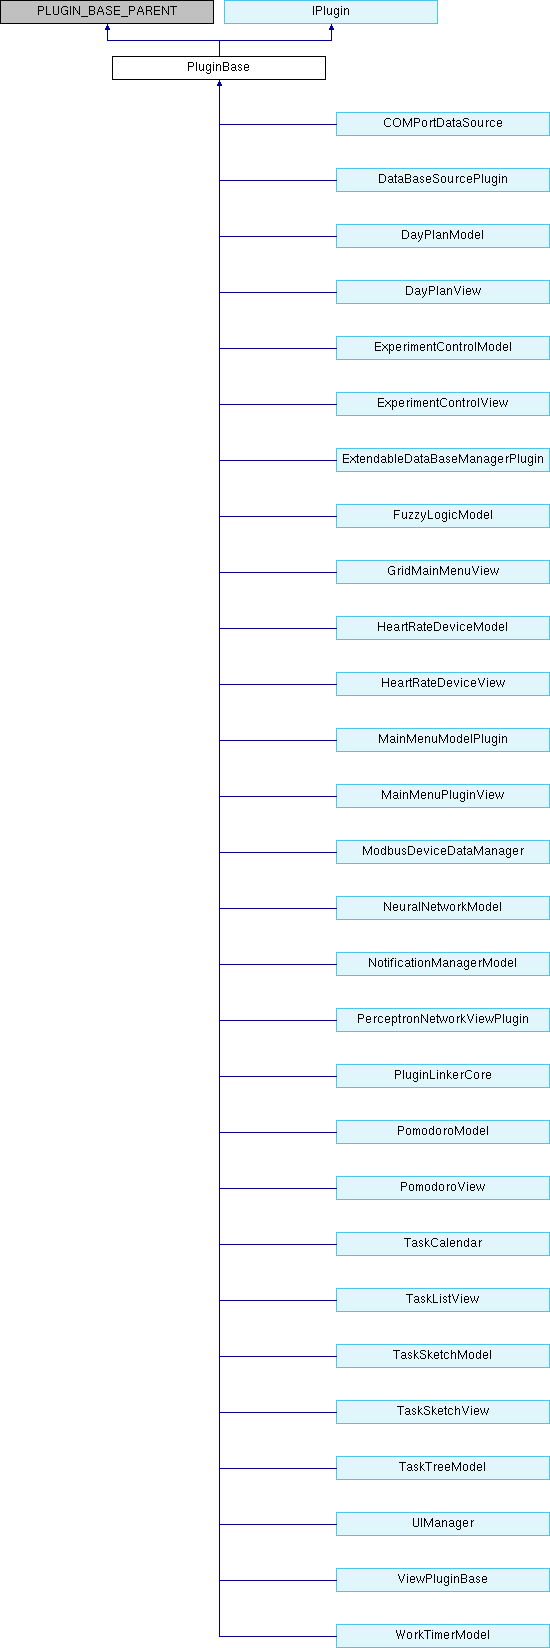 PLUGIN_BASE_PARENT
IPlugin
PluginBase
COMPortDataSource
DataBaseSourcePlugin
DayPlanModel
DayPlanView
ExperimentControlModel
ExperimentControlView
ExtendableDataBaseManagerPlugin
FuzzyLogicModel
GridMainMenuView
HeartRateDeviceModel
HeartRateDeviceView
MainMenuModelPlugin
MainMenuPluginView
ModbusDeviceDataManager
NeuralNetworkModel
NotificationManagerModel
PerceptronNetworkViewPlugin
PluginLinkerCore
PomodoroModel
PomodoroView
TaskCalendar
TaskListView
TaskSketchModel
TaskSketchView
TaskTreeModel
UIManager
ViewPluginBase
WorkTimerModel